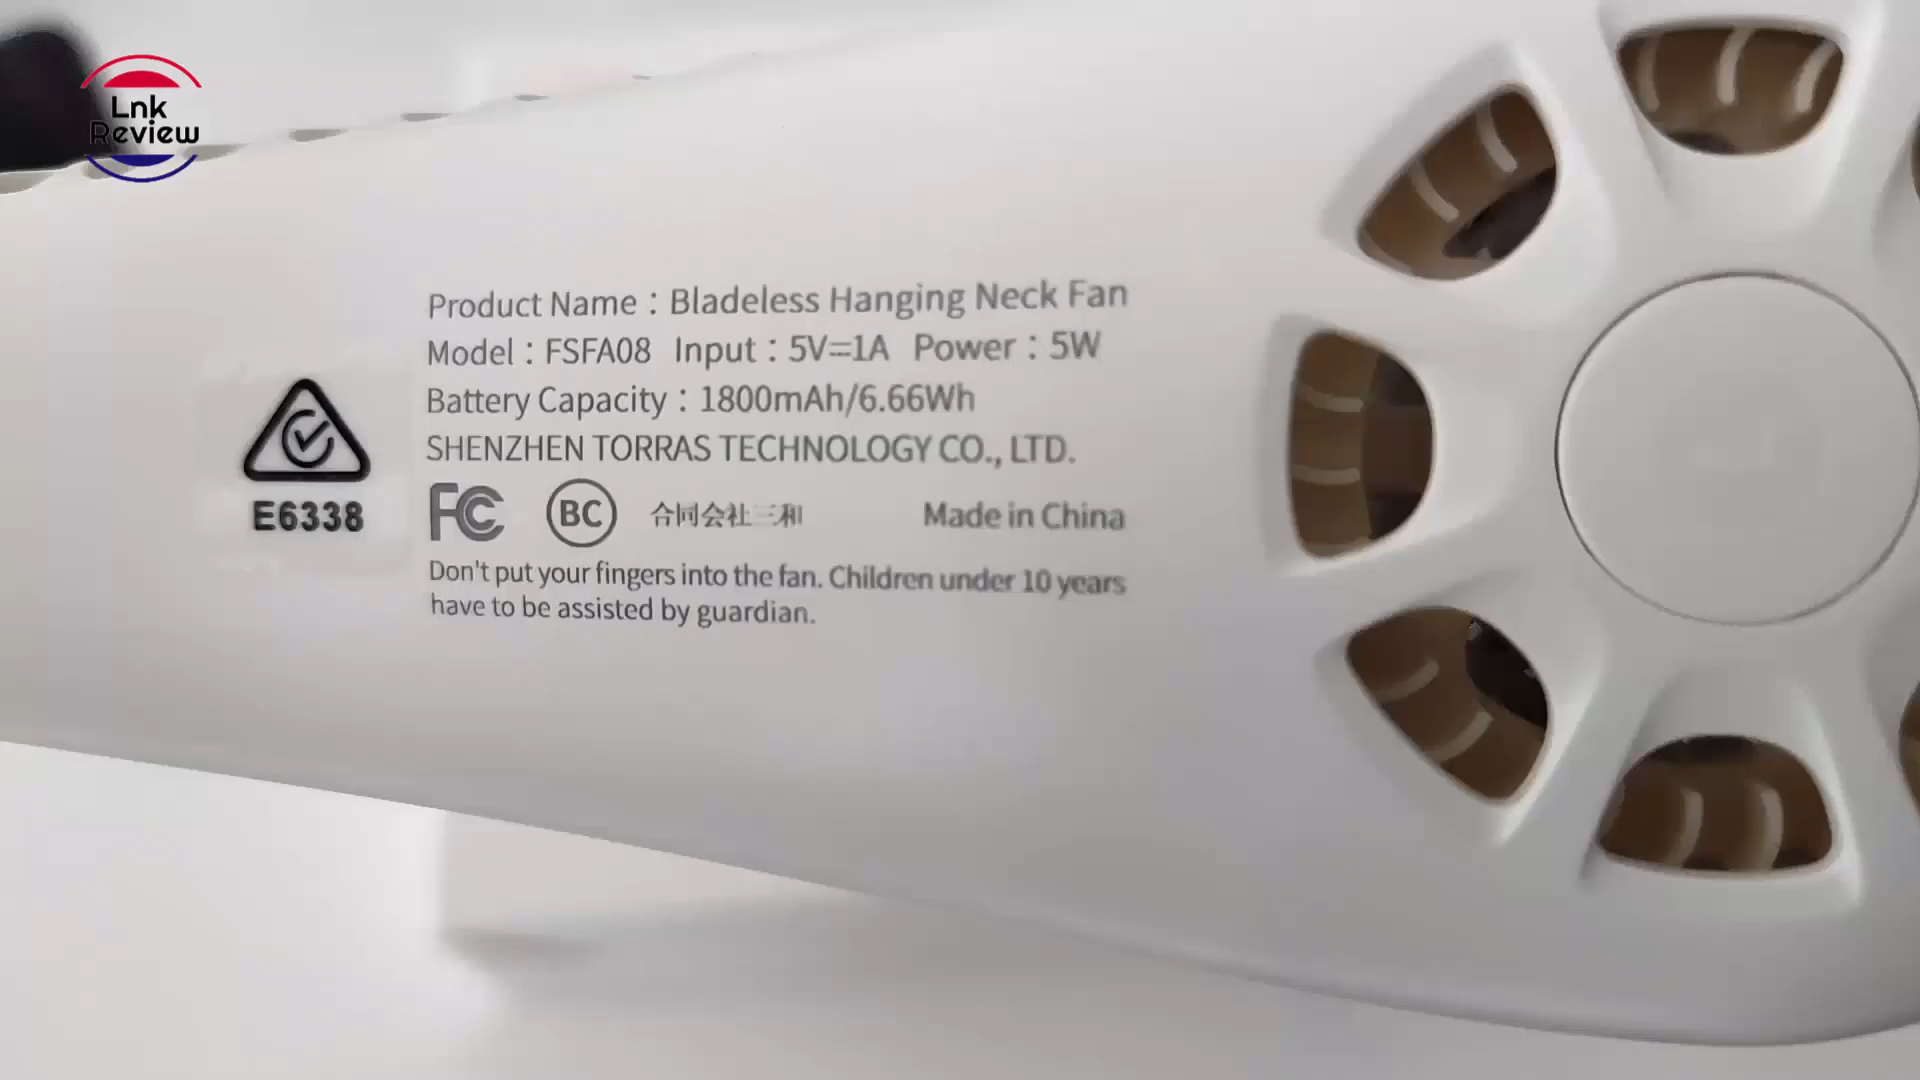 Lnk
Review
Product Name : Bladeless Hanging Neck Fan
Model : FSFA08 Input : 5V=1A Power : 5W
Battery Capacity : 1800mAh/6.66Wh
SHENZHEN TORRAS TECHNOLOGY CO., LTD.
E6338 FC BC 合同会社三和 Made in China
Don't put your fingers into the fan. Children under 10 years
have to be assisted by guardian.